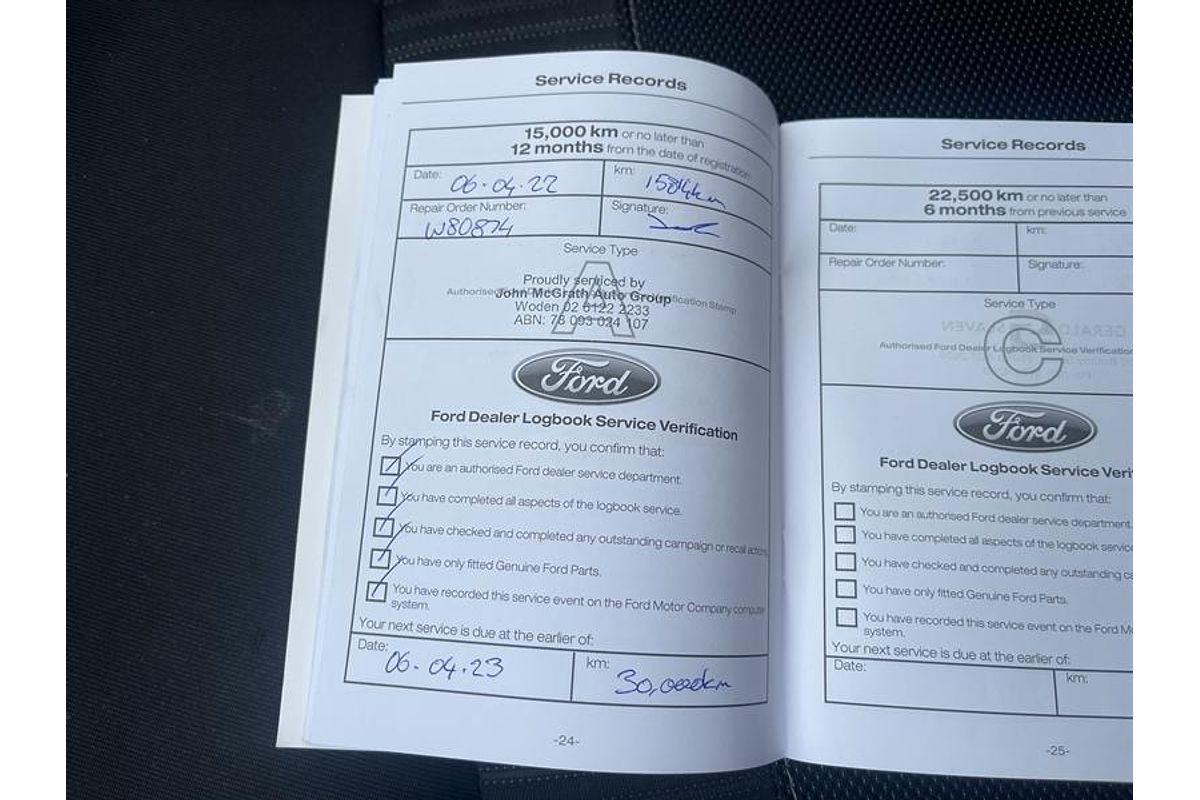 Service Records
15,000 km or no later than
12 months from the date of registration
Date: 06.04.22
km:
Repair Order Number: W80874
Signature:
Service Type
A
Proudly serviced by
Authorised
John McGrath Auto Group
Verification Stamp
Woden 02 6122 2233
ABN: 78 093 024 107
Ford
Ford Dealer Logbook Service Verification
By stamping this service record, you confirm that:
You are an authorised Ford dealer service department.
You have completed all aspects of the logbook service.
You have checked and completed any outstanding campaign or recall actions
You have only fitted Genuine Ford Parts.
You have recorded this service event on the Ford Motor Company computer
system.
Your next service is due at the earlier of:
Date: 06.04.23
km: 30,000km
-24-
Service Records
22,500 km or no later than
6 months from previous service
Date:
km:
Repair Order Number:
Signature:
Service Type
C
Authorised Ford Dealer Logbook Service Verification
Ford
Ford Dealer Logbook Service Veri
By stamping this service record, you confirm that:
You are an authorised Ford dealer service department.
You have completed all aspects of the logbook service
You have checked and completed any outstanding ca
You have only fitted Genuine Ford Parts.
You have recorded this service event on the Ford M
system.
Your next service is due at the earlier of:
Date:
km:
-25-